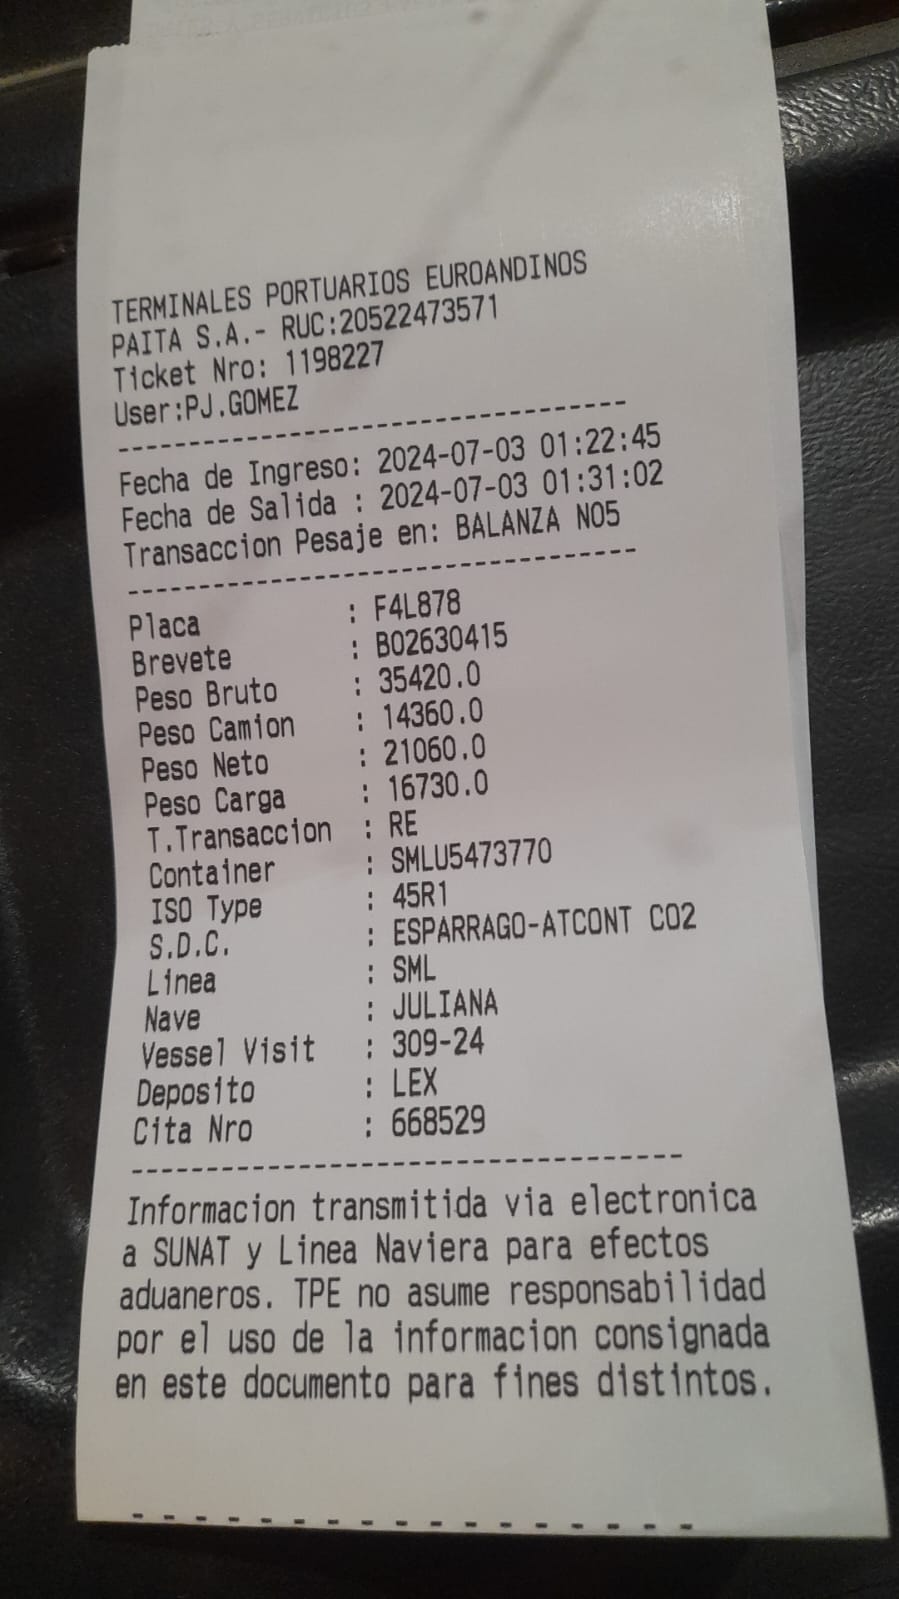 TERMINALES PORTUARIOS EUROANDINOS
PAITA S.A.- RUC:20522473571
Ticket Nro: 1198227
User:PJ.GOMEZ
-----------------------------------
Fecha de Ingreso: 2024-07-03 01:22:45
Fecha de Salida : 2024-07-03 01:31:02
Transaccion Pesaje en: BALANZA NO5
-----------------------------------
Placa : F4L878
Brevete : B02630415
Peso Bruto : 35420.0
Peso Camion : 14360.0
Peso Neto : 21060.0
Peso Carga : 16730.0
T.Transaccion : RE
Container : SMLU5473770
ISO Type : 45R1
S.D.C. : ESPARRAGO-ATCONT CO2
Linea : SML
Nave : JULIANA
Vessel Visit : 309-24
Deposito : LEX
Cita Nro : 668529
-----------------------------------
Informacion transmitida via electronica
a SUNAT y Linea Naviera para efectos
aduaneros. TPE no asume responsabilidad
por el uso de la informacion consignada
en este documento para fines distintos.